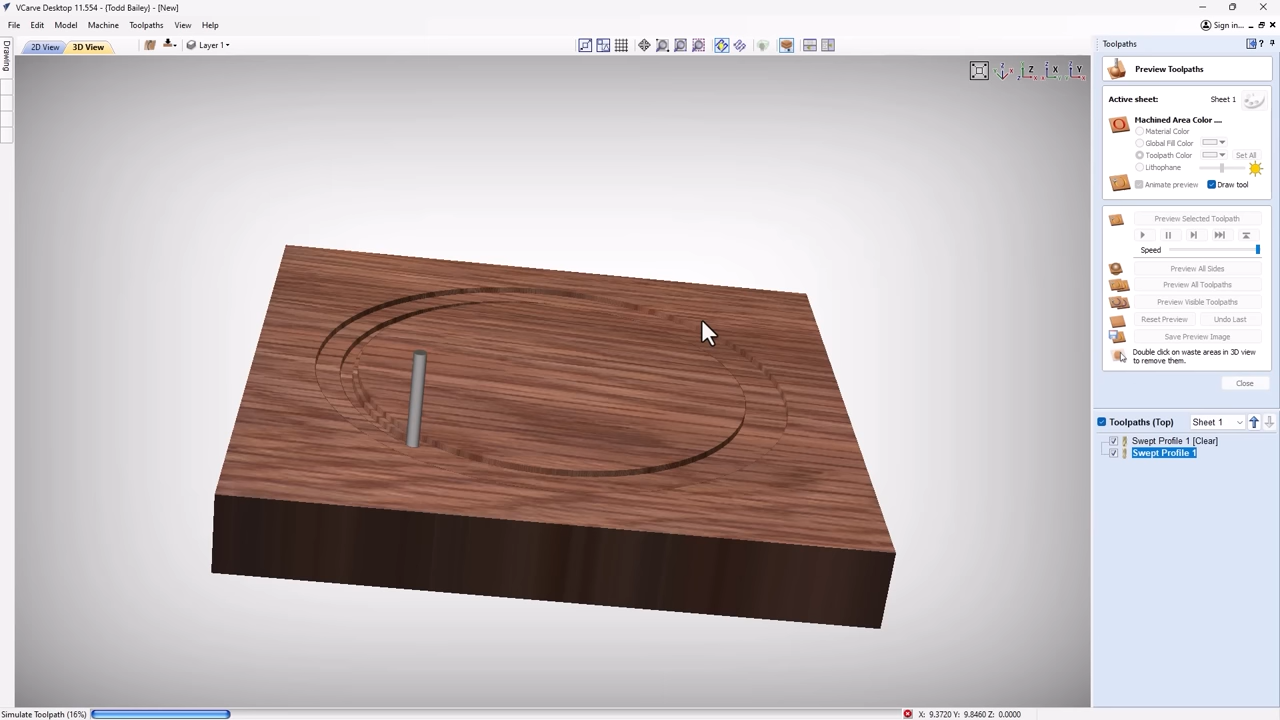 VCarve Desktop 11.554 - (Todd Bailey) - [New]
File Edit Model Machine Toolpaths View Help
Sign in...
2D View 3D View Layer 1
Drawing
Toolpaths
Z X Y
Preview Toolpaths
Active sheet: Sheet 1
Machined Area Color ....
Material Color
Global Fill Color
Toolpath Color Set All
Lithophane
Animate preview Draw tool
Preview Selected Toolpath
Speed
Preview All Sides
Preview All Toolpaths
Preview Visible Toolpaths
Reset Preview Undo Last
Save Preview Image
Double click on waste areas in 3D view
to remove them.
Close
Toolpaths (Top) Sheet 1
Swept Profile 1 [Clear]
Swept Profile 1
Simulate Toolpath (16%) X: 9.3720 Y: 9.8460 Z: 0.0000